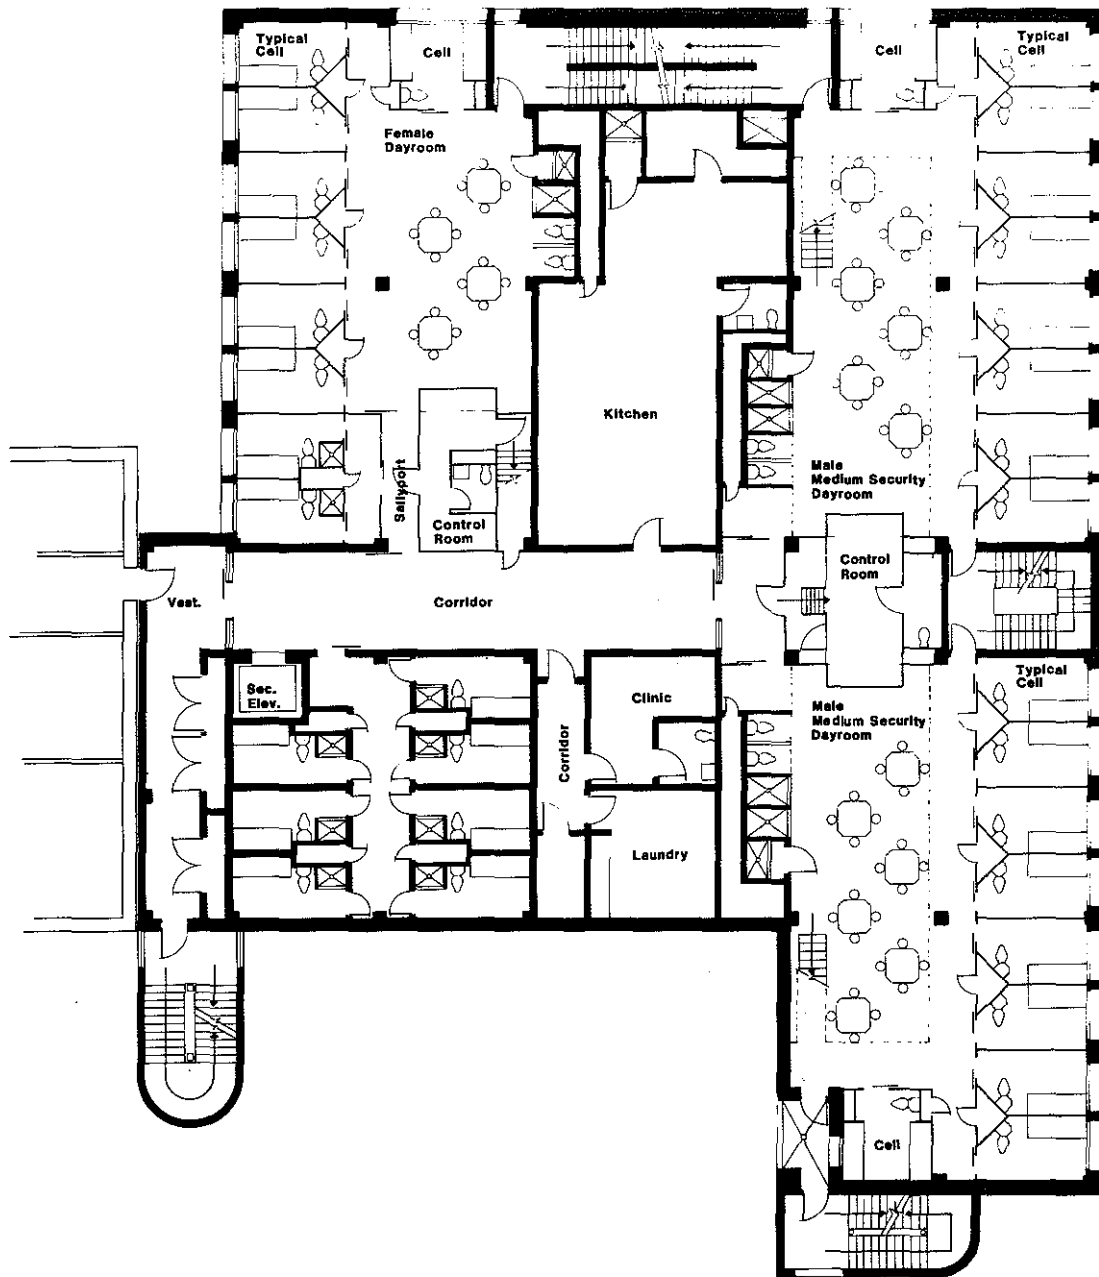 Typical
Cell
Cell
Cell
Typical
Cell
Female
Dayroom
Kitchen
Male
Medium Security
Dayroom
Sallyport
Control
Room
Control
Room
Vest.
Corridor
Sec.
Elev.
Clinic
Typical
Cell
Male
Medium Security
Dayroom
Corridor
Laundry
Cell